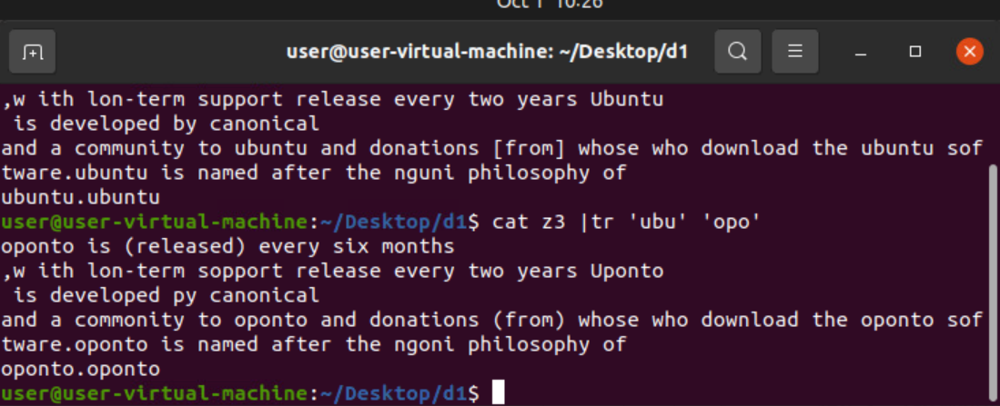 Oct 1 10:26
user@user-virtual-machine: ~/Desktop/d1
,w ith lon-term support release every two years Ubuntu
 is developed by canonical
and a community to ubuntu and donations [from] whose who download the ubuntu sof
tware.ubuntu is named after the nguni philosophy of
ubuntu.ubuntu
user@user-virtual-machine:~/Desktop/d1$ cat z3 |tr 'ubu' 'opo'
oponto is (released) every six months
,w ith lon-term sopport release every two years Uponto
 is developed py canonical
and a commonity to oponto and donations (from) whose who download the oponto sof
tware.oponto is named after the ngoni philosophy of
oponto.oponto
user@user-virtual-machine:~/Desktop/d1$